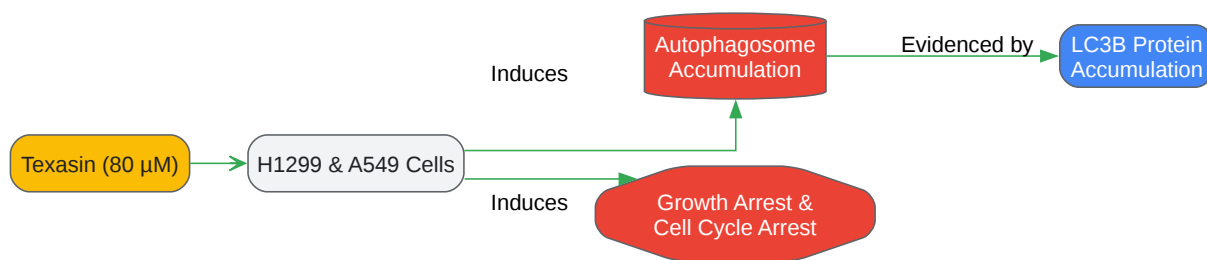 Texasin (80 µM)
H1299 & A549 Cells
Induces
Autophagosome
Accumulation
Evidenced by
LC3B Protein
Accumulation
Induces
Growth Arrest &
Cell Cycle Arrest